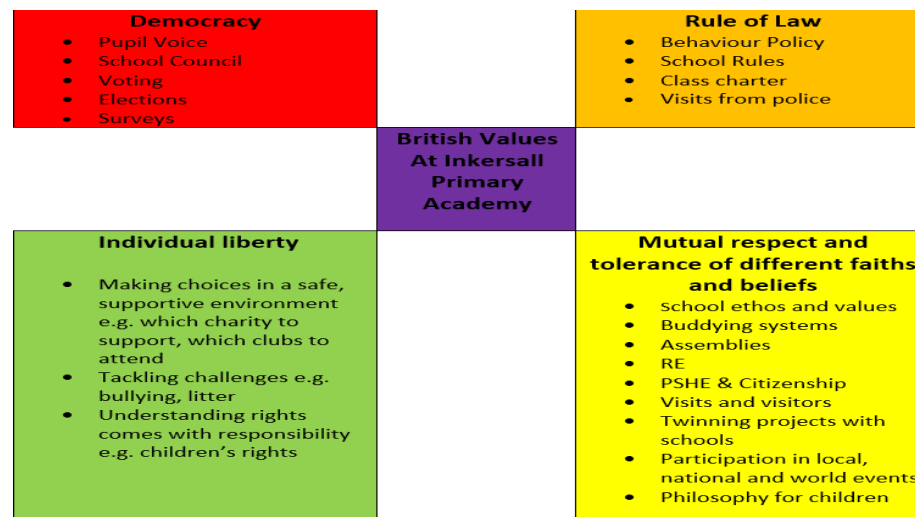 Democracy
• Pupil Voice
• School Council
• Voting
• Elections
• Surveys
Rule of Law
• Behaviour Policy
• School Rules
• Class charter
• Visits from police
British Values
At Inkersall
Primary
Academy
Individual liberty
• Making choices in a safe,
supportive environment
e.g. which charity to
support, which clubs to
attend
• Tackling challenges e.g.
bullying, litter
• Understanding rights
comes with responsibility
e.g. children's rights
Mutual respect and
tolerance of different faiths
and beliefs
• School ethos and values
• Buddying systems
• Assemblies
• RE
• PSHE & Citizenship
• Visits and visitors
• Twinning projects with
schools
• Participation in local,
national and world events
• Philosophy for children